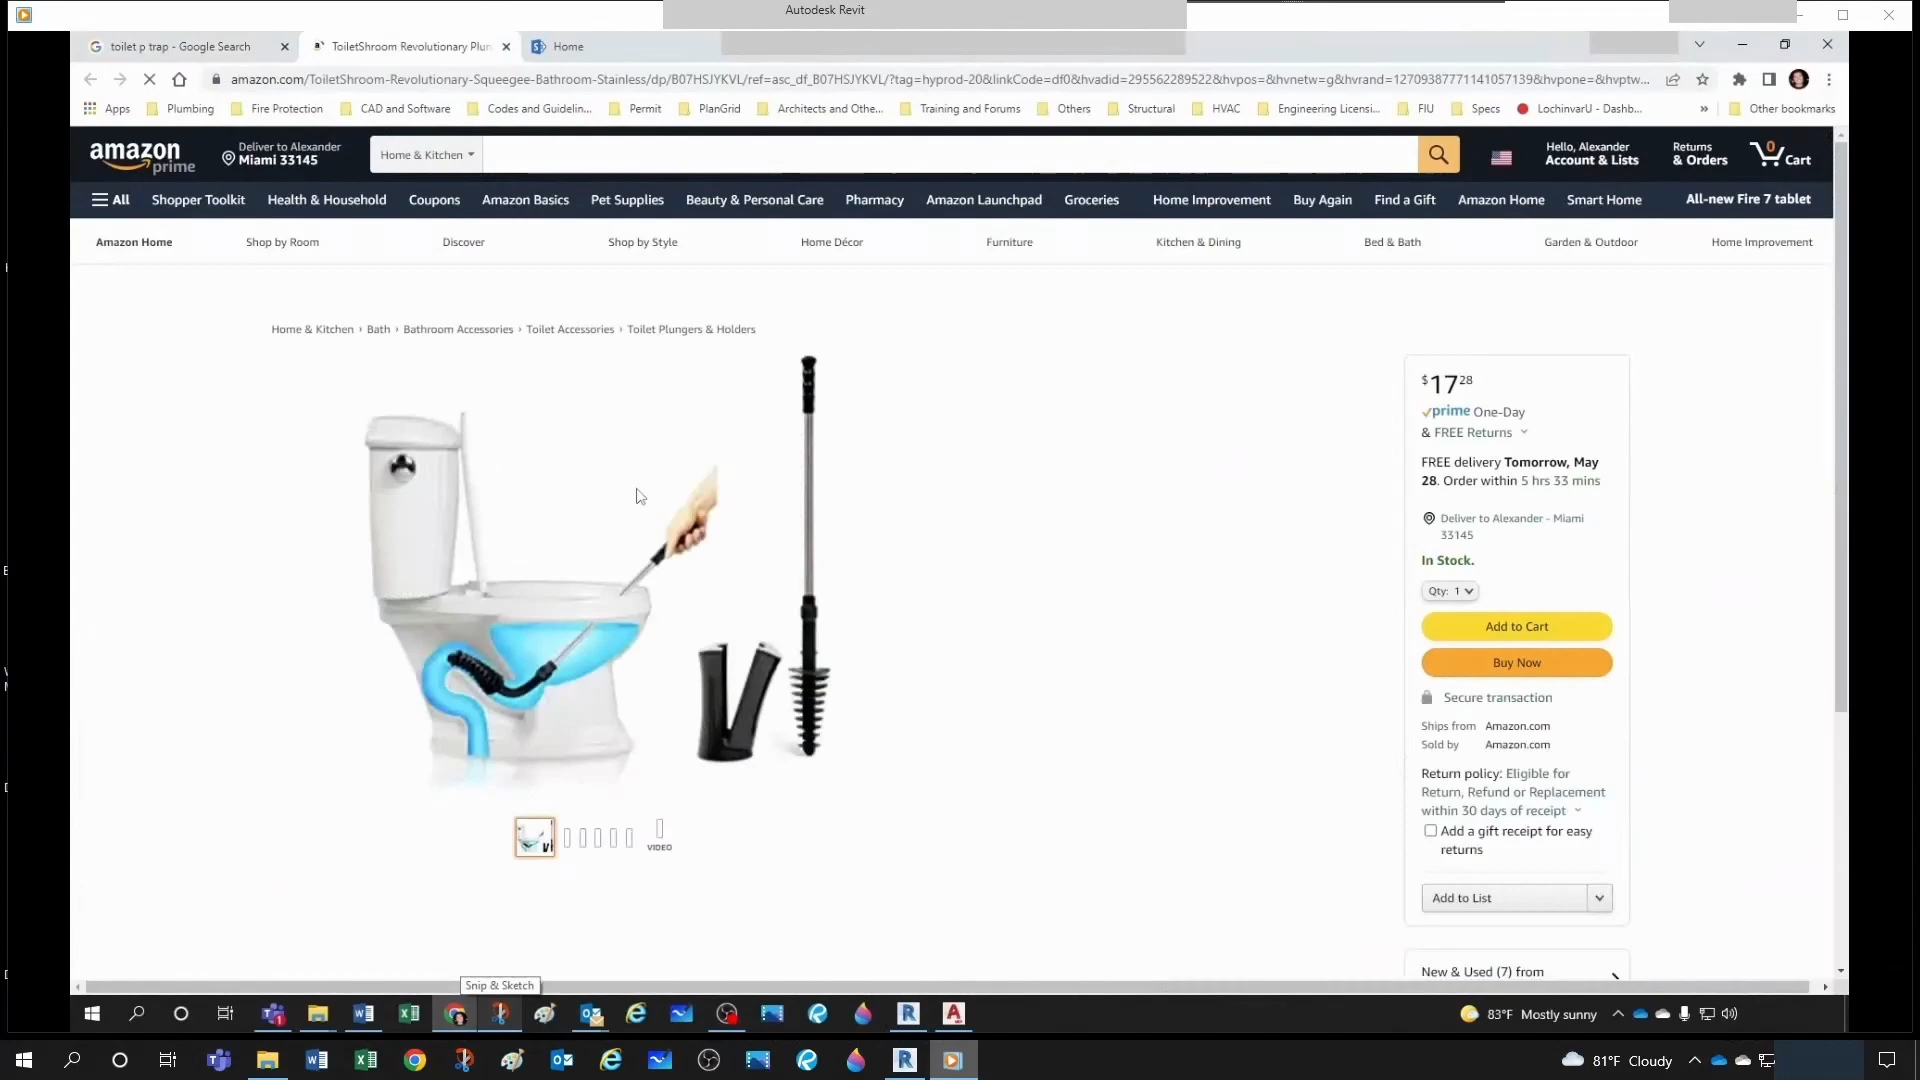 Autodesk Revit
toilet p trap - Google Search
ToiletShroom Revolutionary Plun
Home
amazon.com/ToiletShroom-Revolutionary-Squeegee-Bathroom-Stainless/dp/B07HSJYKVL/ref=asc_df_B07HSJYKVL/?tag=hyprod-20&linkCode=df0&hvadid=295562289522&hvpos=&hvnetw=g&hvrand=12709387771141057139&hvpone=&hvptw...
Apps Plumbing Fire Protection CAD and Software Codes and Guidelin... Permit PlanGrid Architects and Othe... Training and Forums Others Structural HVAC Engineering Licensi... FIU Specs LochinvarU - Dashb... » Other bookmarks
amazon prime
Deliver to Alexander
Miami 33145
Home & Kitchen
Hello, Alexander
Account & Lists
Returns
& Orders
0
Cart
All Shopper Toolkit Health & Household Coupons Amazon Basics Pet Supplies Beauty & Personal Care Pharmacy Amazon Launchpad Groceries Home Improvement Buy Again Find a Gift Amazon Home Smart Home All-new Fire 7 tablet
Amazon Home Shop by Room Discover Shop by Style Home Décor Furniture Kitchen & Dining Bed & Bath Garden & Outdoor Home Improvement
Home & Kitchen › Bath › Bathroom Accessories › Toilet Accessories › Toilet Plungers & Holders
VIDEO
$17 28
prime One-Day
& FREE Returns
FREE delivery Tomorrow, May
28. Order within 5 hrs 33 mins
Deliver to Alexander - Miami
33145
In Stock.
Qty: 1
Add to Cart
Buy Now
Secure transaction
Ships from Amazon.com
Sold by Amazon.com
Return policy: Eligible for
Return, Refund or Replacement
within 30 days of receipt
Add a gift receipt for easy
returns
Add to List
New & Used (7) from
Snip & Sketch
83°F Mostly sunny
81°F Cloudy